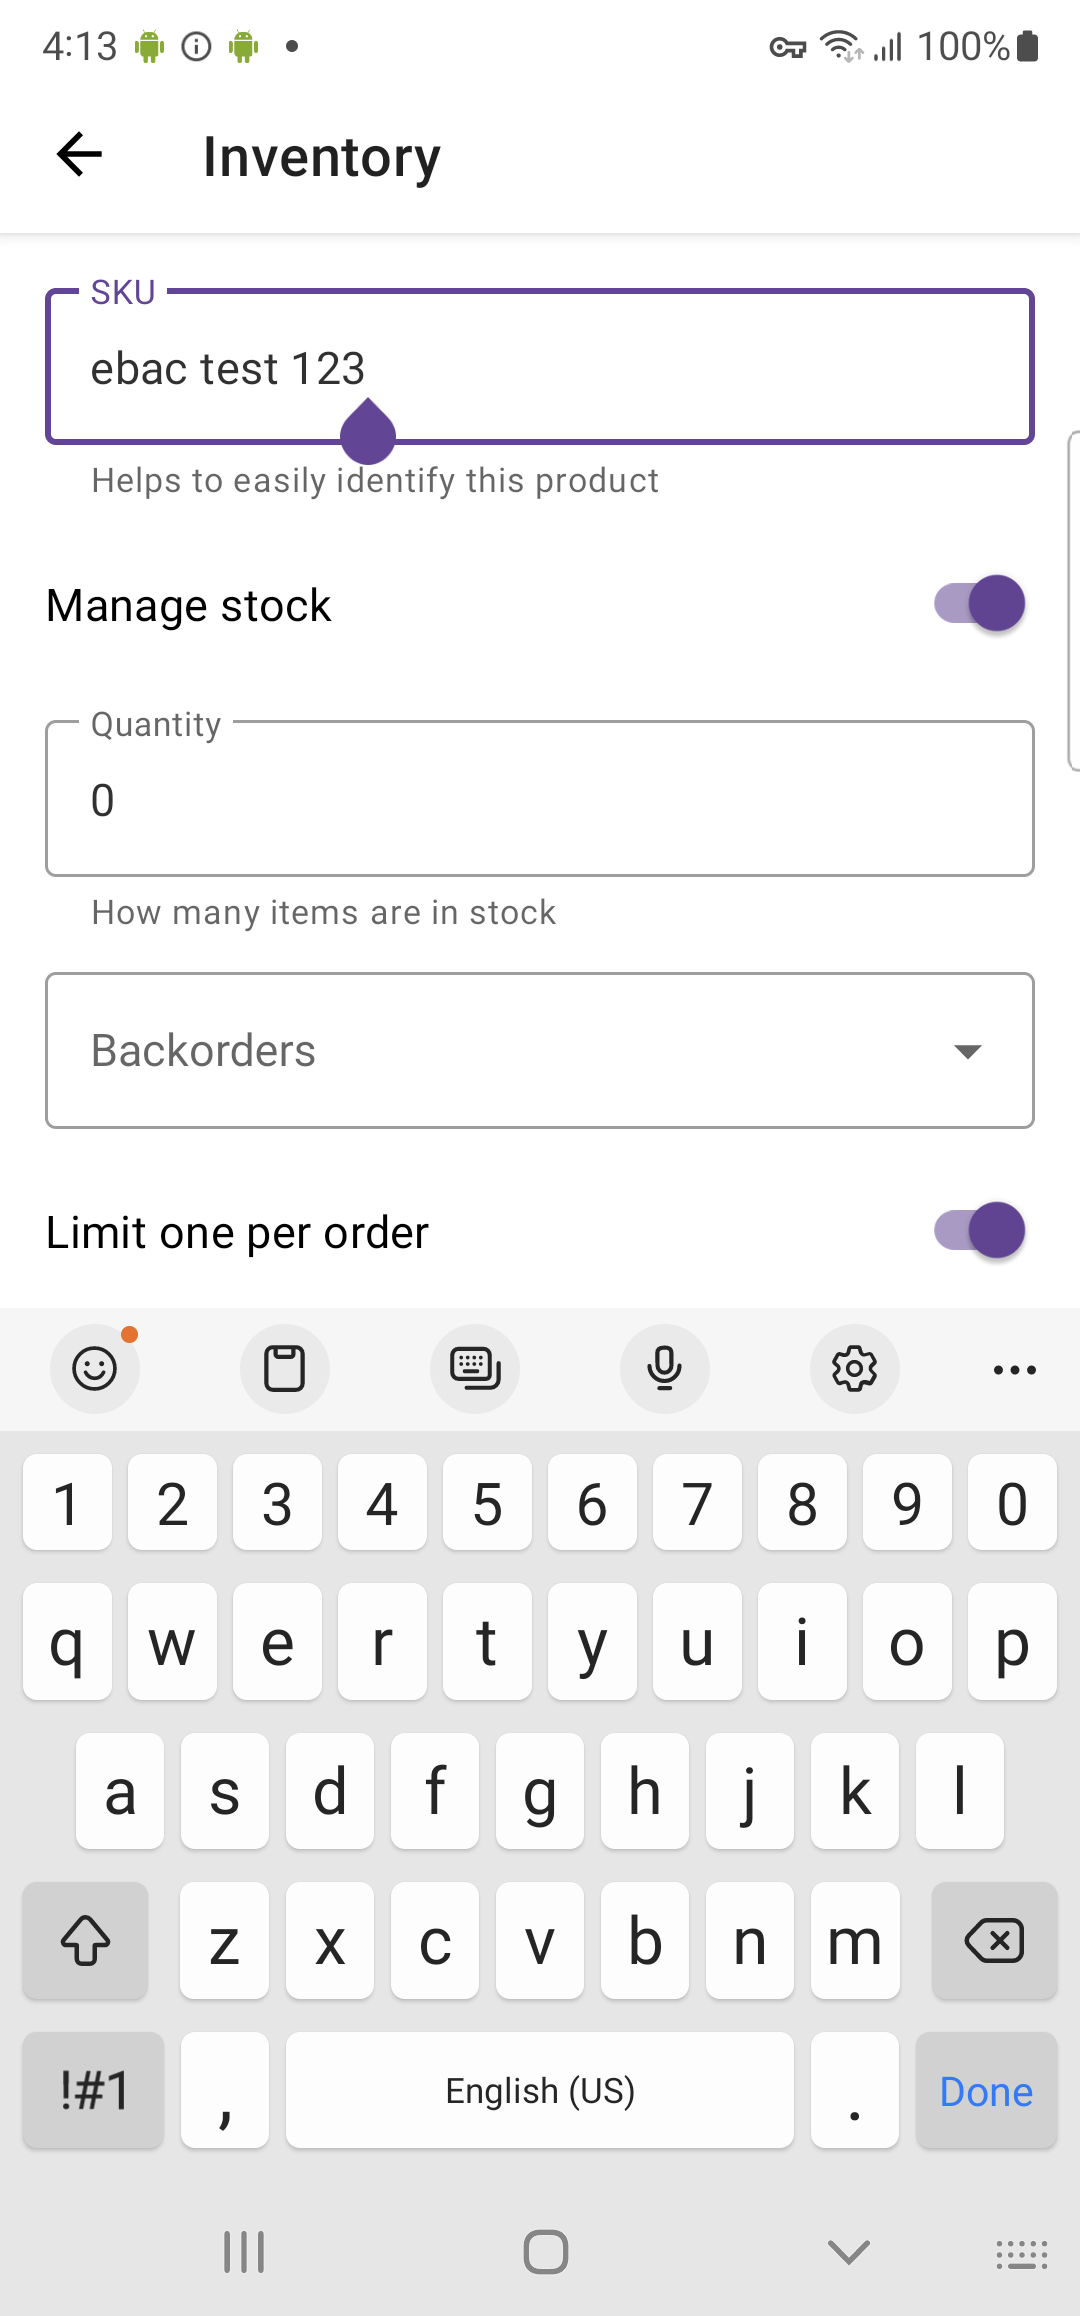 4:13 100%
Inventory
SKU
ebac test 123
Helps to easily identify this product
Manage stock
Quantity
0
How many items are in stock
Backorders
Limit one per order
1 2 3 4 5 6 7 8 9 0
q w e r t y u i o p
a s d f g h j k l
z x c v b n m
!#1 , English (US) . Done